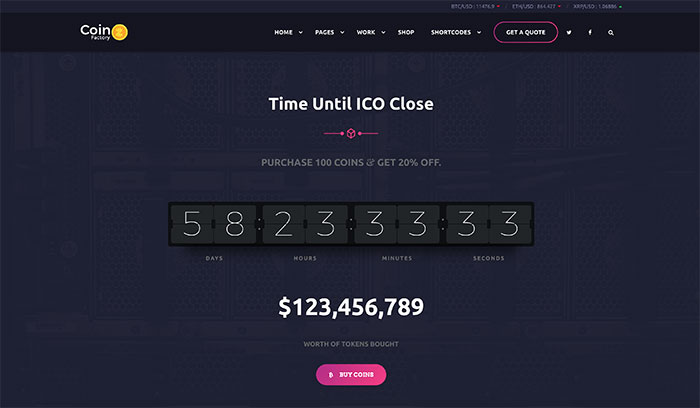 BTC/USD : 11476.9 / ETH/USD : 864.427 / XRP/USD : 1.06886
Coin
Factory
HOME PAGES WORK SHOP SHORTCODES GET A QUOTE
Time Until ICO Close
PURCHASE 100 COINS & GET 20% OFF.
58 : 23 : 33 : 33
DAYS HOURS MINUTES SECONDS
$123,456,789
WORTH OF TOKENS BOUGHT
BUY COINS